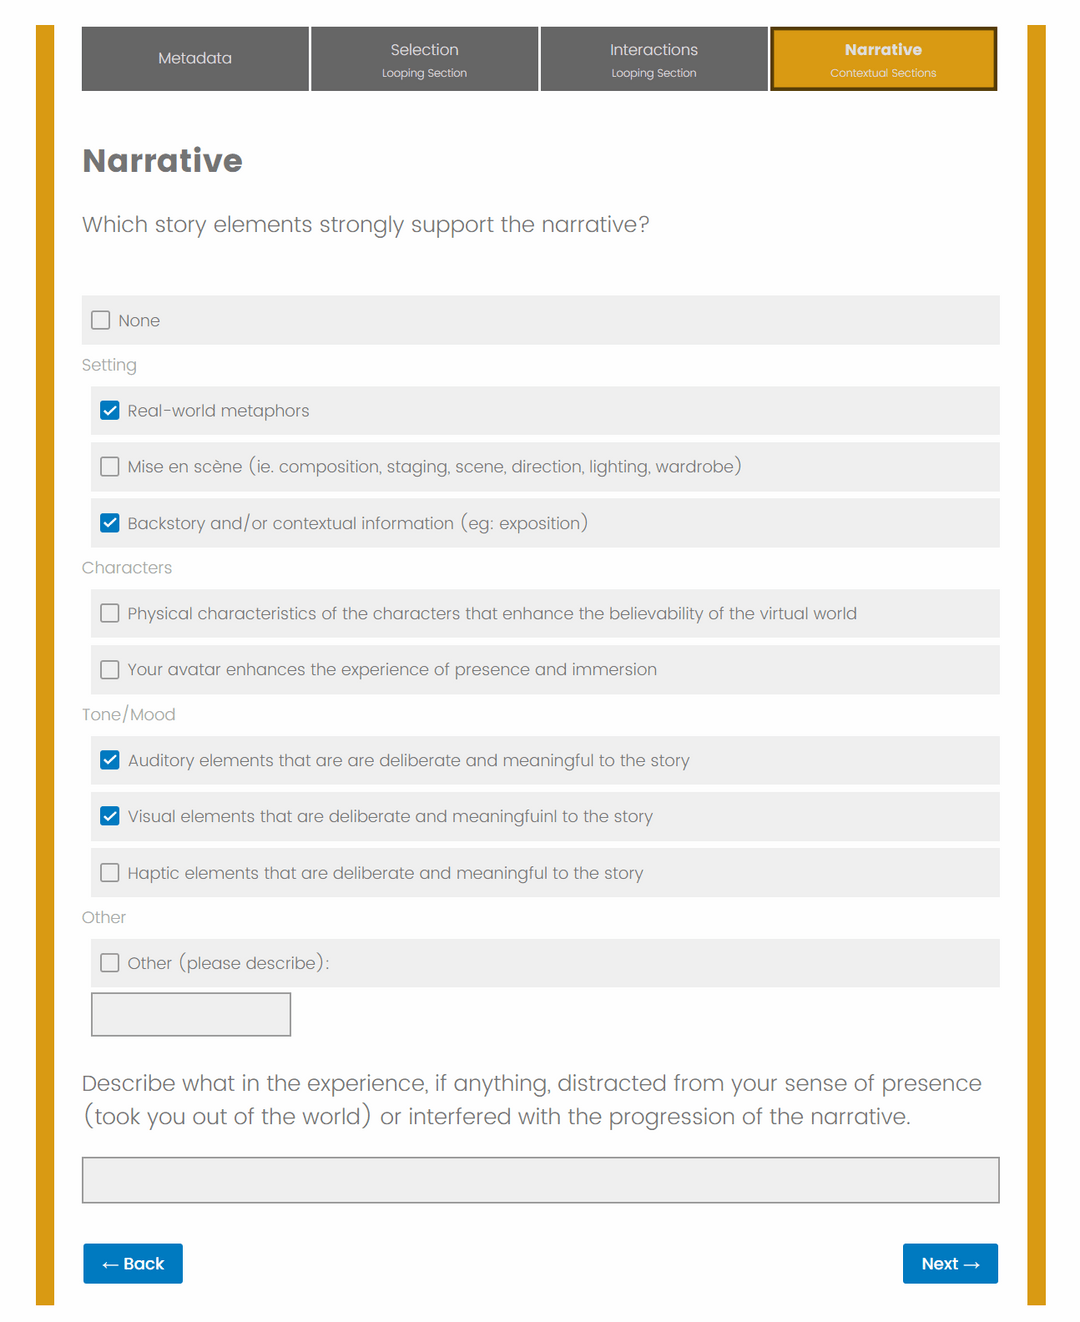 Metadata
Selection
Looping Section
Interactions
Looping Section
Narrative
Contextual Sections
Narrative
Which story elements strongly support the narrative?
None
Setting
Real-world metaphors
Mise en scène (ie. composition, staging, scene, direction, lighting, wardrobe)
Backstory and/or contextual information (eg: exposition)
Characters
Physical characteristics of the characters that enhance the believability of the virtual world
Your avatar enhances the experience of presence and immersion
Tone/Mood
Auditory elements that are are deliberate and meaningful to the story
Visual elements that are deliberate and meaningfuinl to the story
Haptic elements that are deliberate and meaningful to the story
Other
Other (please describe):
Describe what in the experience, if anything, distracted from your sense of presence
(took you out of the world) or interfered with the progression of the narrative.
← Back
Next →